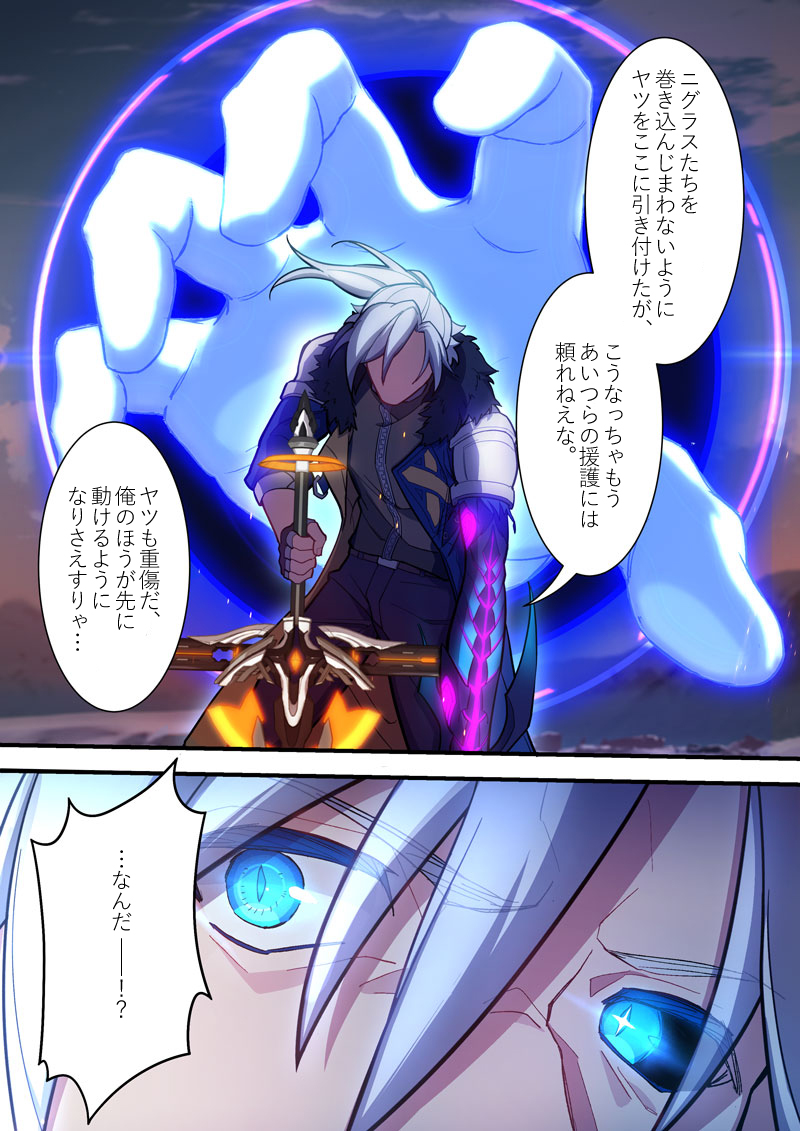 ニグラスたちを
巻き込んじまわないように
ヤツをここに引き付けたが、
こうなっちゃもう
あいつらの援護には
頼れねえな。
ヤツも重傷だ、
俺のほうが先に
動けるように
なりさえすりゃ…
…なんだ――!?